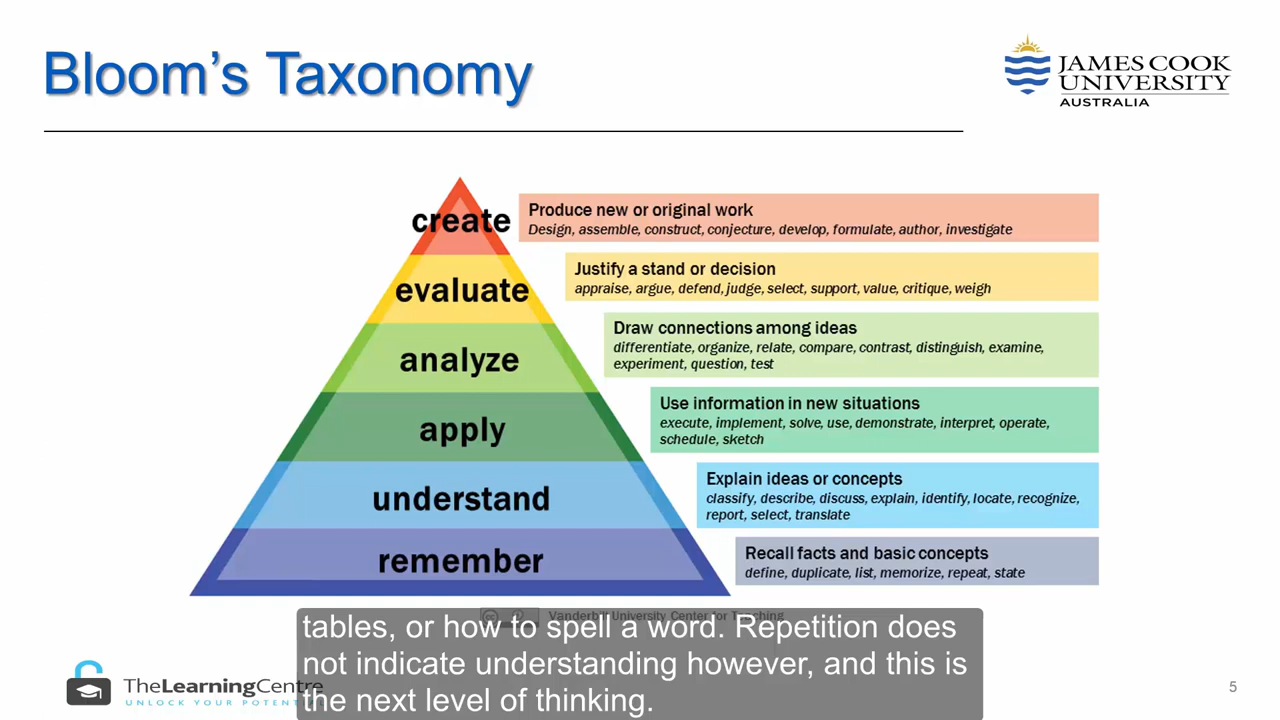 Bloom's Taxonomy
JAMES COOK
UNIVERSITY
AUSTRALIA
create
Produce new or original work
Design, assemble, construct, conjecture, develop, formulate, author, investigate
evaluate
Justify a stand or decision
appraise, argue, defend, judge, select, support, value, critique, weigh
analyze
Draw connections among ideas
differentiate, organize, relate, compare, contrast, distinguish, examine,
experiment, question, test
apply
Use information in new situations
execute, implement, solve, use, demonstrate, interpret, operate,
schedule, sketch
understand
Explain ideas or concepts
classify, describe, discuss, explain, identify, locate, recognize,
report, select, translate
remember
Recall facts and basic concepts
define, duplicate, list, memorize, repeat, state
Vanderbilt University Center for Teaching
tables, or how to spell a word. Repetition does
not indicate understanding however, and this is
the next level of thinking.
TheLearningCentre
UNLOCK YOUR
5